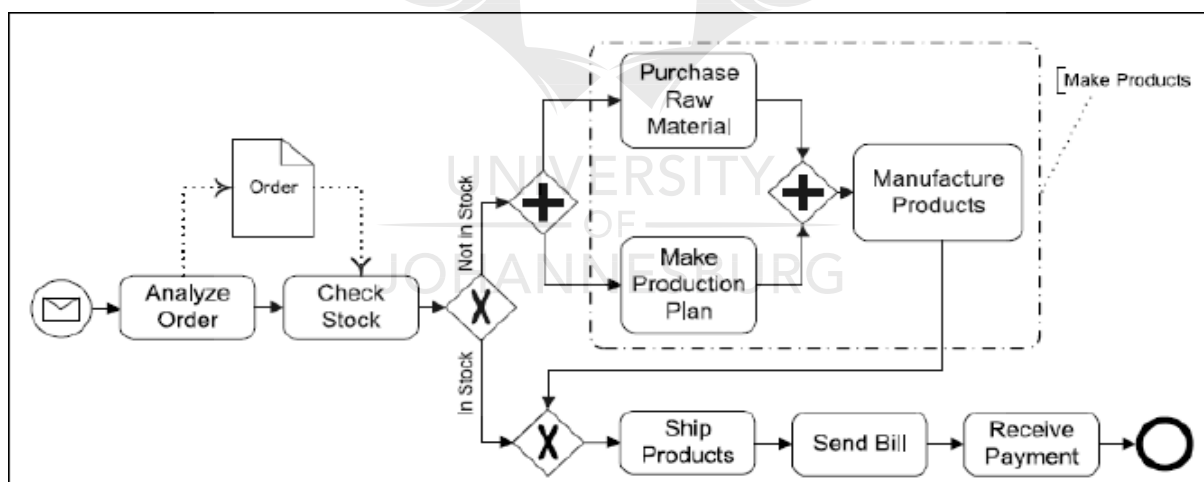 Purchase
Raw
Material
[Make Products
Order
UNIVERSITY
OF
JOHANNESBURG
Not In Stock
Manufacture
Products
Make
Production
Plan
Analyze
Order
Check
Stock
X
In Stock
X
Ship
Products
Send Bill
Receive
Payment